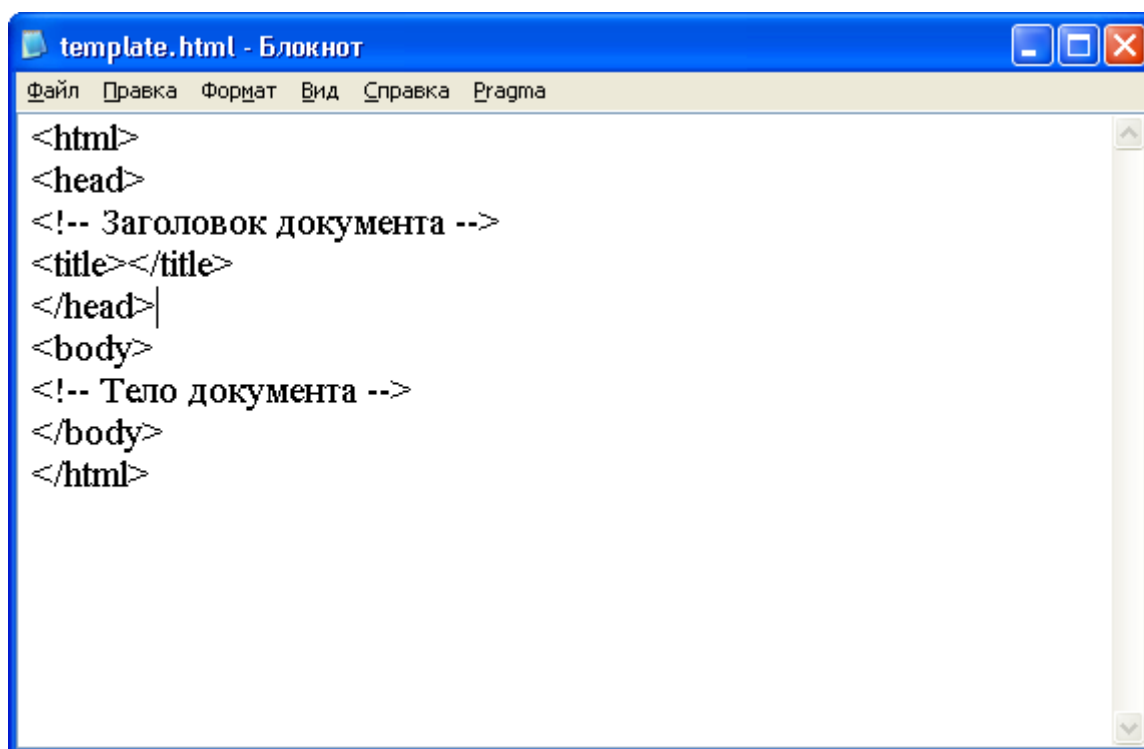 template.html - Блокнот
Файл Правка Формат Вид Справка Pragma
<html>
<head>
<!-- Заголовок документа -->
<title></title>
</head>
<body>
<!-- Тело документа -->
</body>
</html>